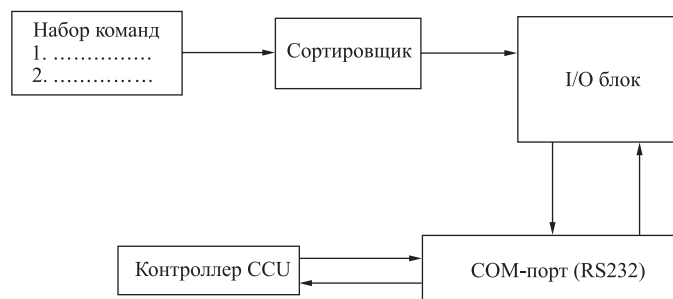 Набор команд
1. ...............
2. ...............
Сортировщик
I/O блок
Контроллер CCU
COM-порт (RS232)